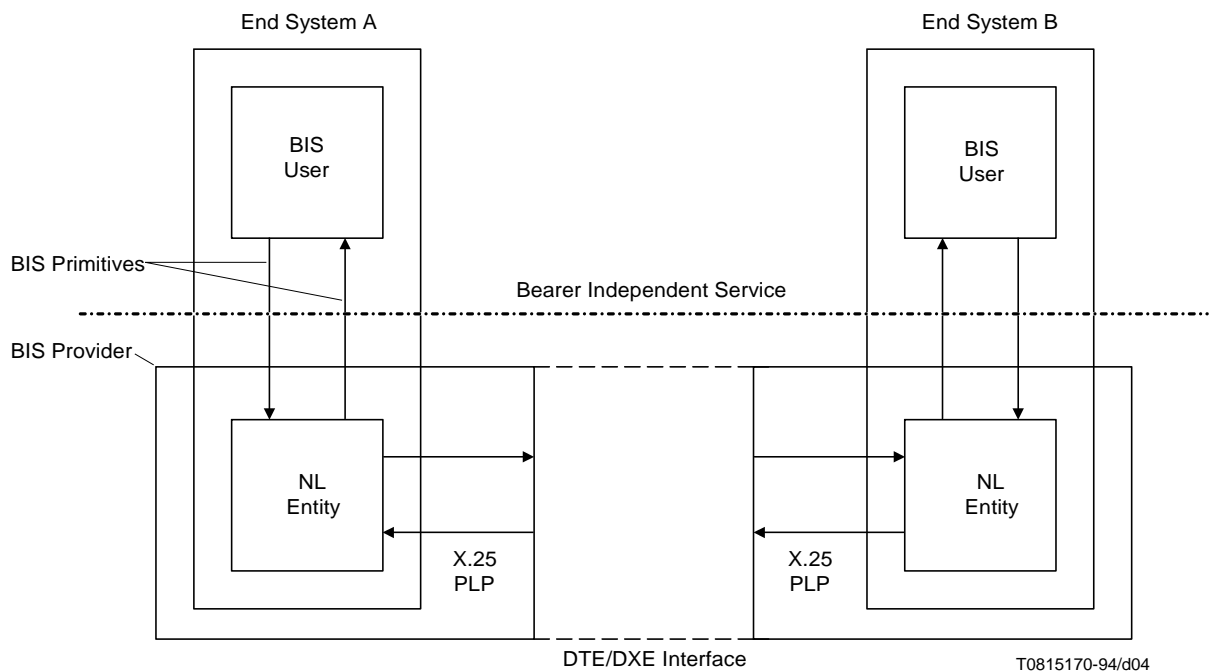 End System A
End System B
BIS
User
BIS
User
BIS Primitives
Bearer Independent Service
BIS Provider
NL
Entity
NL
Entity
X.25
PLP
X.25
PLP
DTE/DXE Interface
T0815170-94/d04